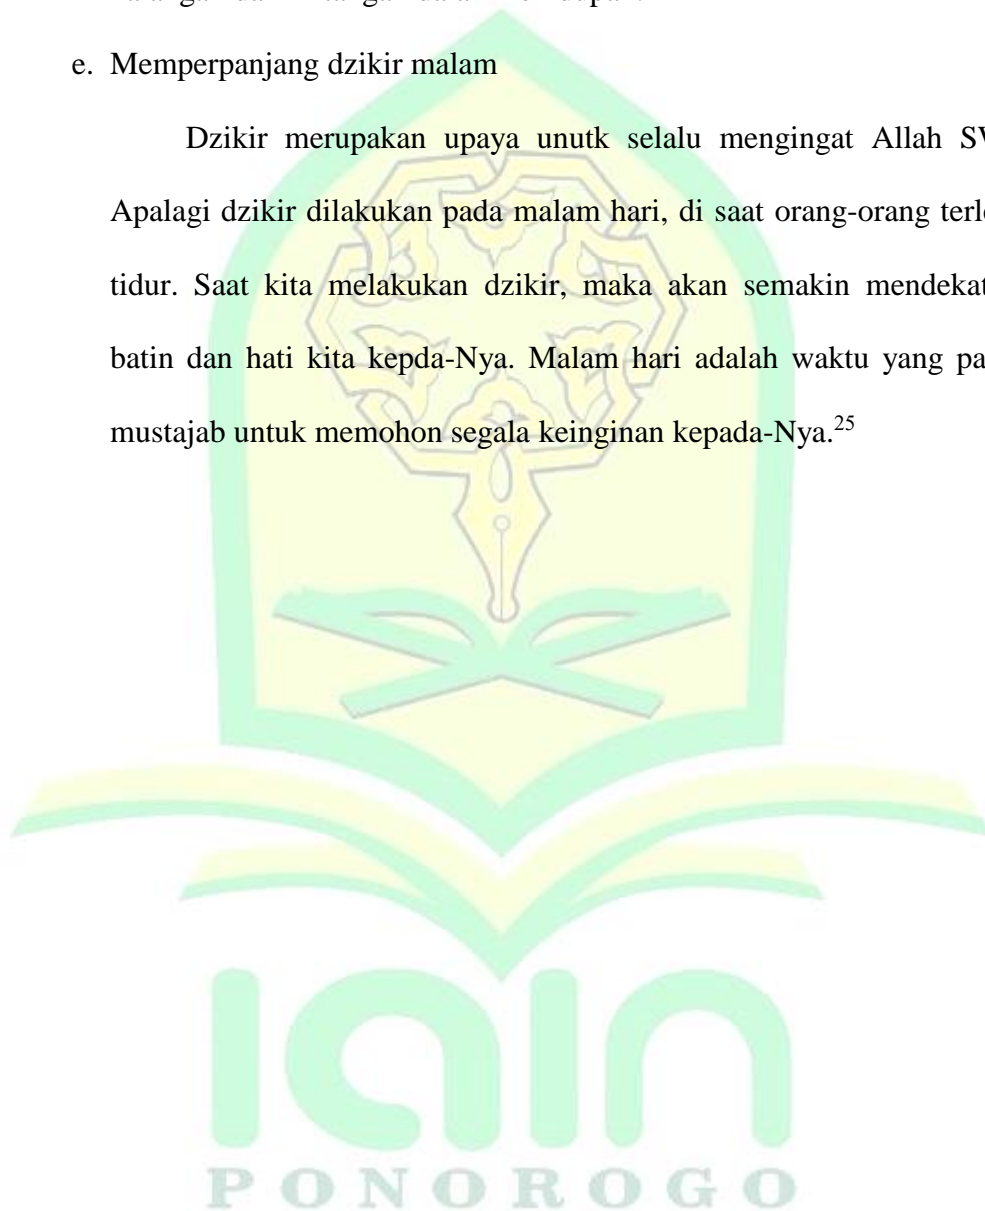 e. Memperpanjang dzikir malam
Dzikir merupakan upaya unutk selalu mengingat Allah
Apalagi dzikir dilakukan pada malam hari, di saat orang-orang
tidur. Saat kita melakukan dzikir, maka akan semakin
batin dan hati kita kepda-Nya. Malam hari adalah waktu yang
mustajab untuk memohon segala keinginan kepada-Nya.25
iain
PONOROGO